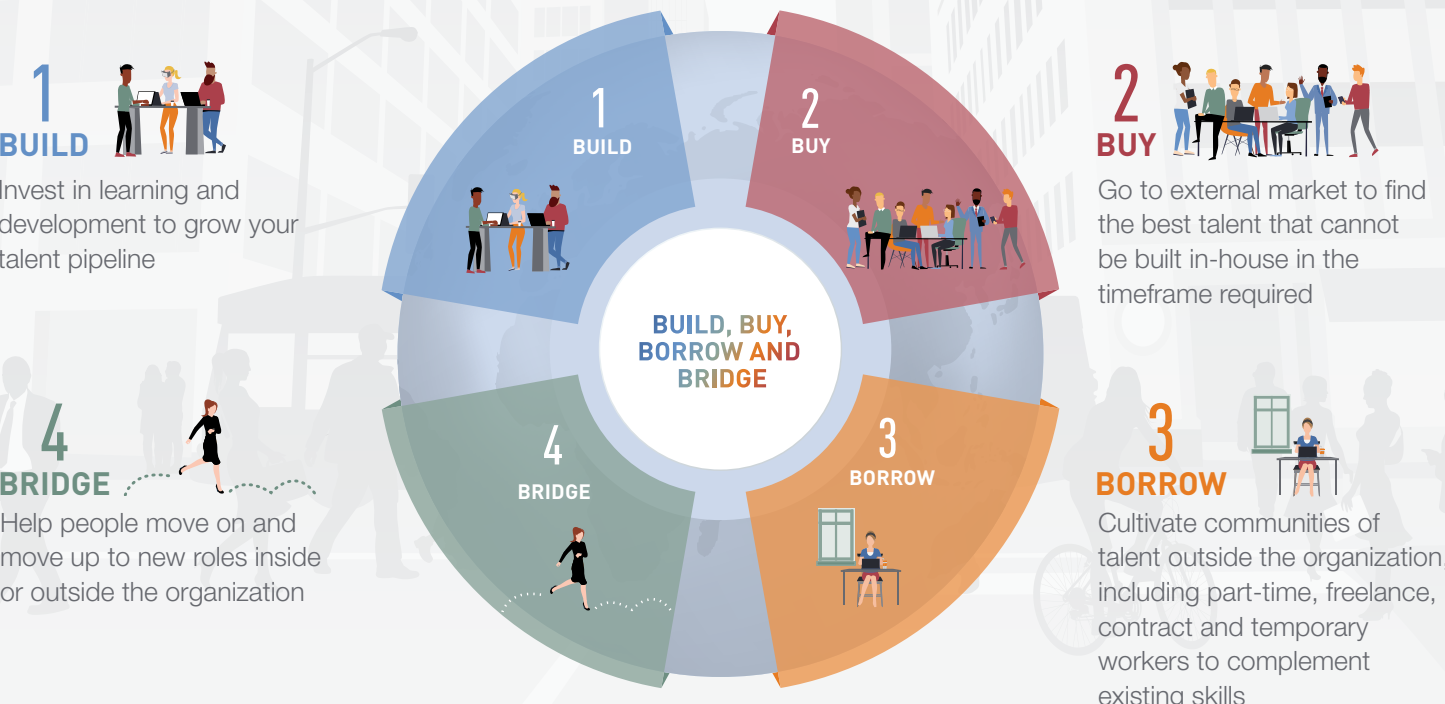 1
BUILD
Invest in learning and
development to grow your
talent pipeline
1
BUILD
2
BUY
2
BUY
Go to external market to find
the best talent that cannot
be built in-house in the
timeframe required
BUILD, BUY,
BORROW AND
BRIDGE
4
BRIDGE
Help people move on and
move up to new roles inside
or outside the organization
4
BRIDGE
3
BORROW
3
BORROW
Cultivate communities of
talent outside the organization,
including part-time, freelance,
contract and temporary
workers to complement
existing skills